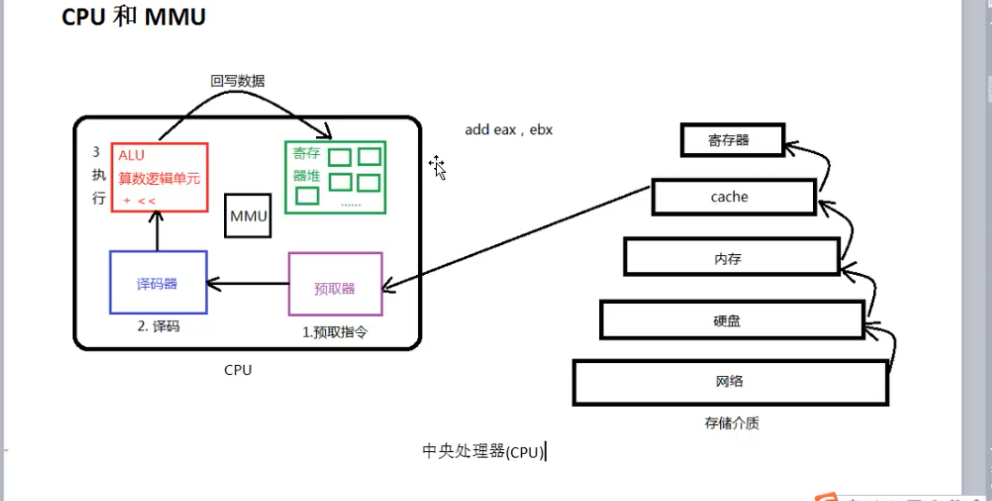 CPU 和 MMU
回写数据
3
执
行
ALU
算数逻辑单元
+ <<
寄存
器堆
......
MMU
译码器
2. 译码
预取器
1.预取指令
CPU
add eax , ebx
寄存器
cache
内存
硬盘
网络
存储介质
中央处理器(CPU)